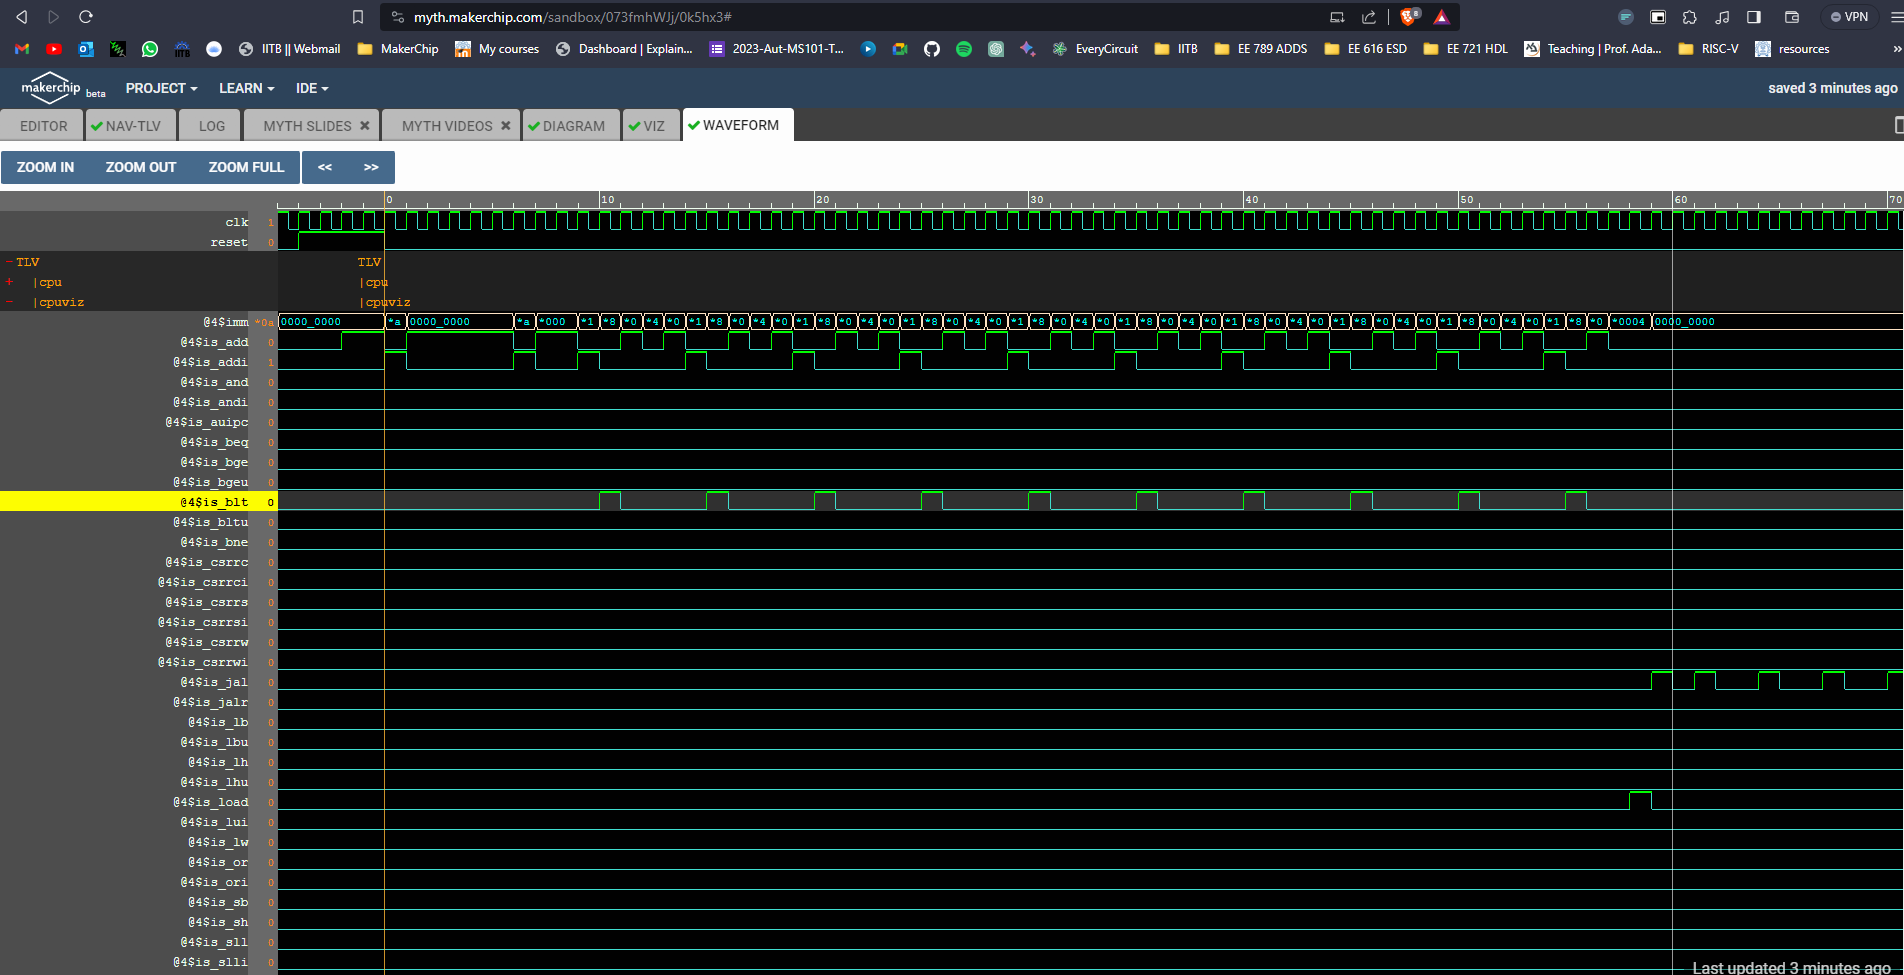 myth.makerchip.com/sandbox/073fmhWJj/0k5hx3#
8
VPN
IITB || Webmail
MakerChip
My courses
Dashboard | Explain...
2023-Aut-MS101-T...
EveryCircuit
IITB
EE 789 ADDS
EE 616 ESD
EE 721 HDL
Teaching | Prof. Ada...
RISC-V
resources
»
makerchip beta
PROJECT
LEARN
IDE
saved 3 minutes ago
EDITOR
NAV-TLV
LOG
MYTH SLIDES
MYTH VIDEOS
DIAGRAM
VIZ
WAVEFORM
ZOOM IN
ZOOM OUT
ZOOM FULL
<<
>>
0 10 20 30 40 50 60 70
clk 1
reset 0
TLV TLV
|cpu |cpu
|cpuviz |cpuviz
@4$imm *0a 0000_0000 *a 0000_0000 *a *000 *1 *8 *0 *4 *0 *1 *8 *0 *4 *0 *1 *8 *0 *4 *0 *1 *8 *0 *4 *0 *1 *8 *0 *4 *0 *1 *8 *0 *4 *0 *1 *8 *0 *4 *0 *1 *8 *0 *4 *0 *1 *8 *0 *4 *0 *1 *8 *0 *0004 0000_0000
@4$is_add 0
@4$is_addi 1
@4$is_and 0
@4$is_andi 0
@4$is_auipc 0
@4$is_beq 0
@4$is_bge 0
@4$is_bgeu 0
@4$is_blt 0
@4$is_bltu 0
@4$is_bne 0
@4$is_csrrc 0
@4$is_csrrci 0
@4$is_csrrs 0
@4$is_csrrsi 0
@4$is_csrrw 0
@4$is_csrrwi 0
@4$is_jal 0
@4$is_jalr 0
@4$is_lb 0
@4$is_lbu 0
@4$is_lh 0
@4$is_lhu 0
@4$is_load 0
@4$is_lui 0
@4$is_lw 0
@4$is_or 0
@4$is_ori 0
@4$is_sb 0
@4$is_sh 0
@4$is_sll 0
@4$is_slli 0
Last updated 3 minutes ago